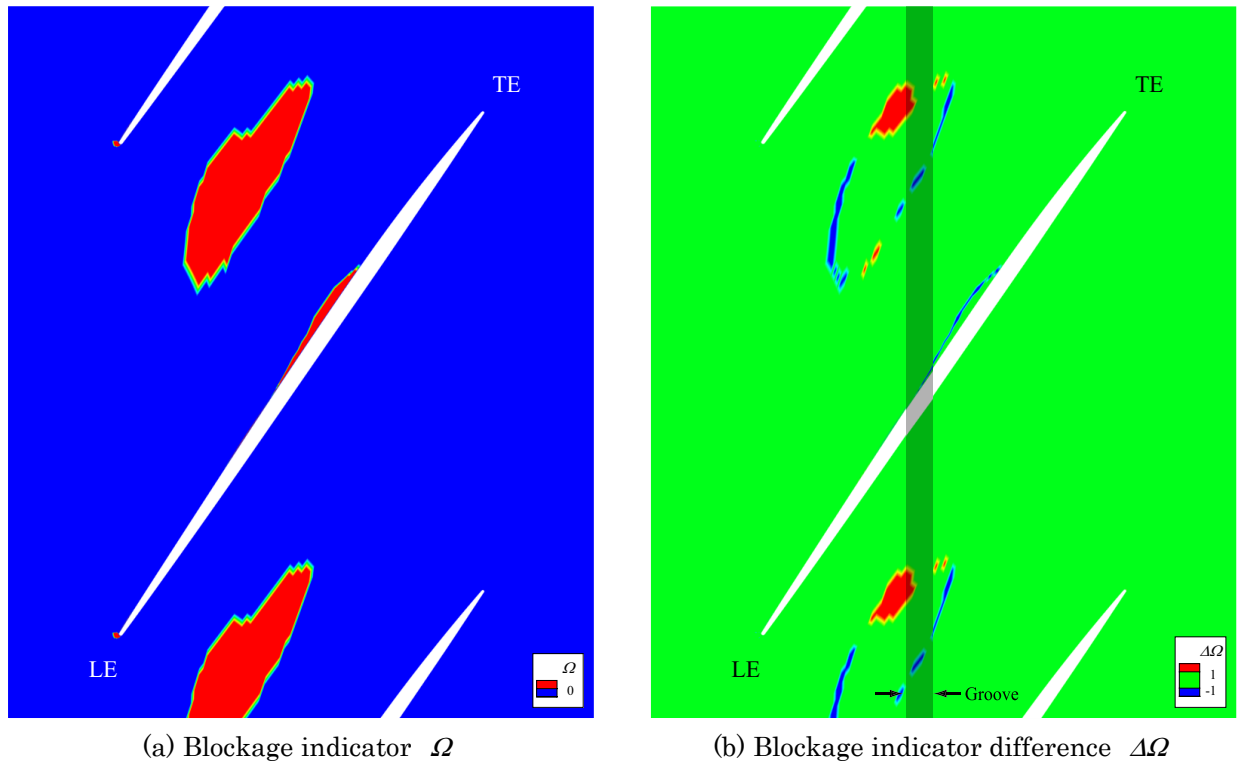 TE
LE
Ω
0
(a) Blockage indicator Ω
TE
LE
Groove
ΔΩ
1
-1
(b) Blockage indicator difference ΔΩ